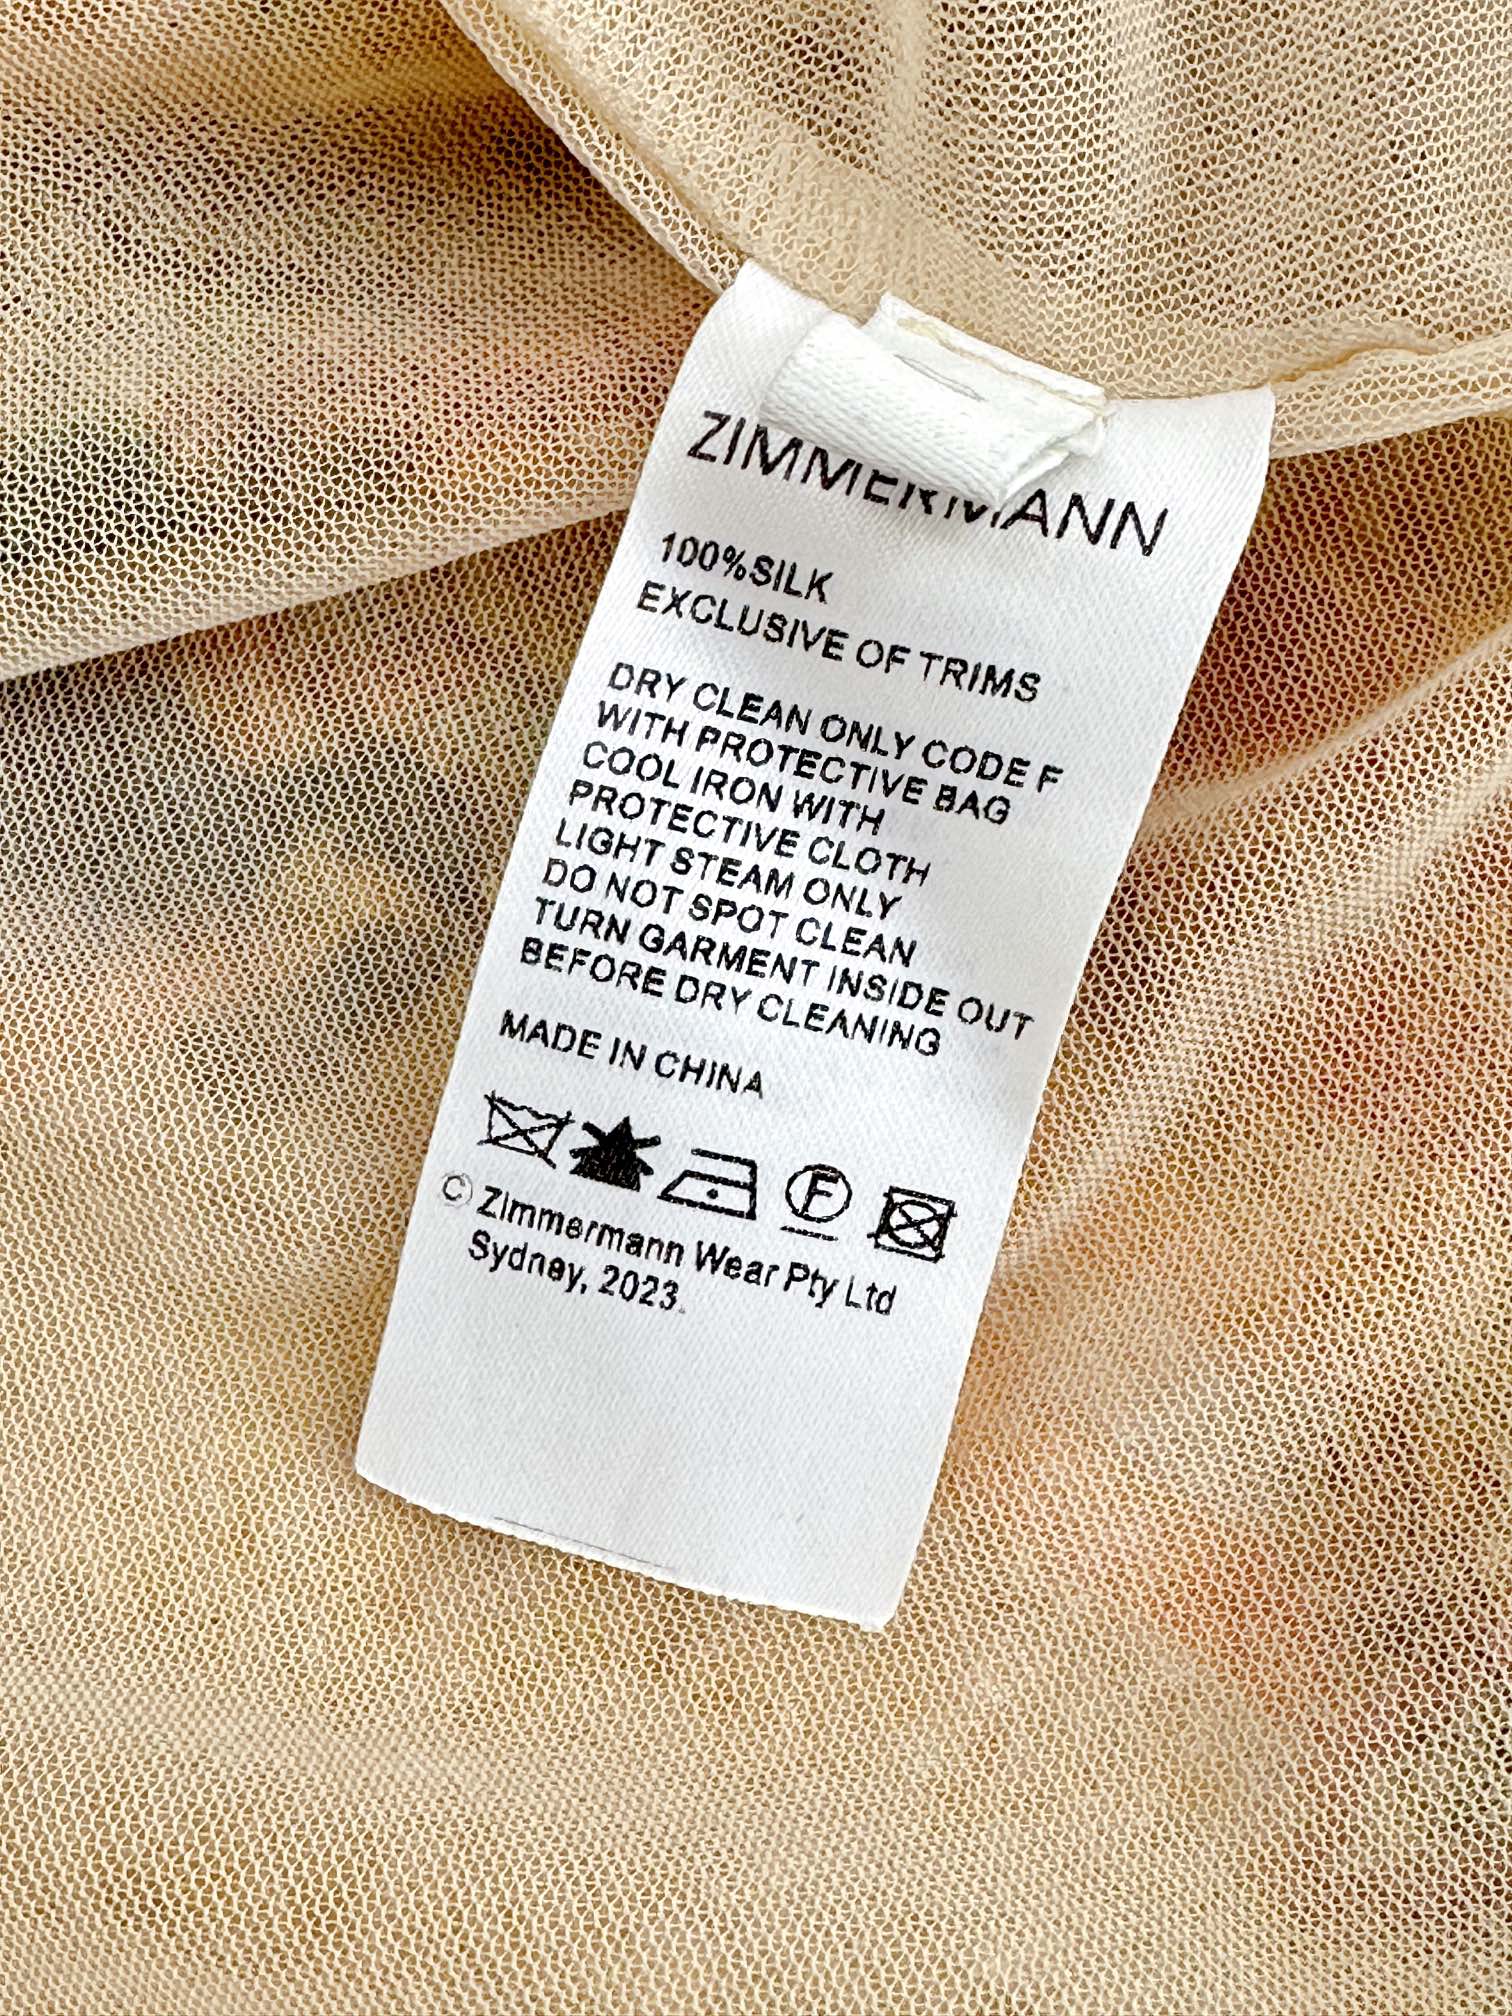 ZIMMERMANN
100%SILK
EXCLUSIVE OF TRIMS
DRY CLEAN ONLY CODE F
WITH PROTECTIVE BAG
COOL IRON WITH
PROTECTIVE CLOTH
LIGHT STEAM ONLY
DO NOT SPOT CLEAN
TURN GARMENT INSIDE OUT
BEFORE DRY CLEANING
MADE IN CHINA
F
© Zimmermann Wear Pty Ltd
Sydney, 2023.